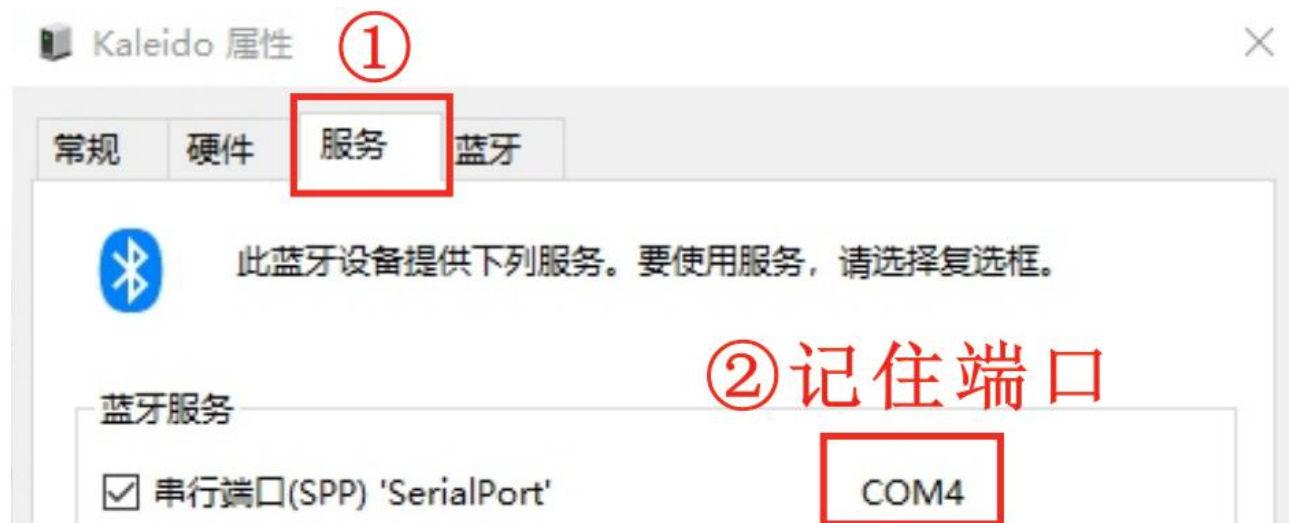 Kaleido 属性
①
常规 硬件 服务 蓝牙
此蓝牙设备提供下列服务。要使用服务，请选择复选框。
②记住端口
蓝牙服务
串行端口(SPP) 'SerialPort' COM4